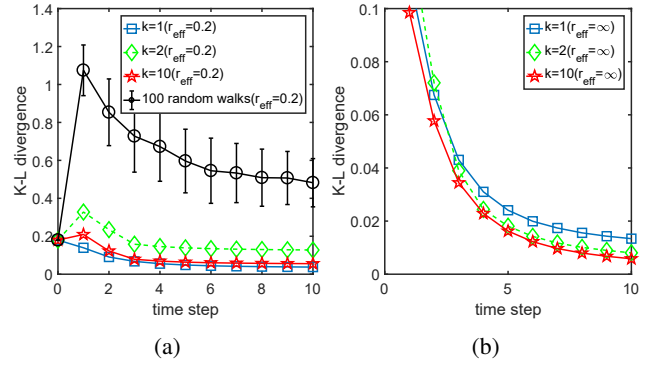 1.4
1.2
1
0.8
0.6
0.4
0.2
0
K-L divergence
0
2
4
6
8
10
time step
k=1(r_eff=0.2)
k=2(r_eff=0.2)
k=10(r_eff=0.2)
100 random walks(r_eff=0.2)
(a)
0.1
0.08
0.06
0.04
0.02
0
K-L divergence
0
5
10
time step
k=1(r_eff=∞)
k=2(r_eff=∞)
k=10(r_eff=∞)
(b)